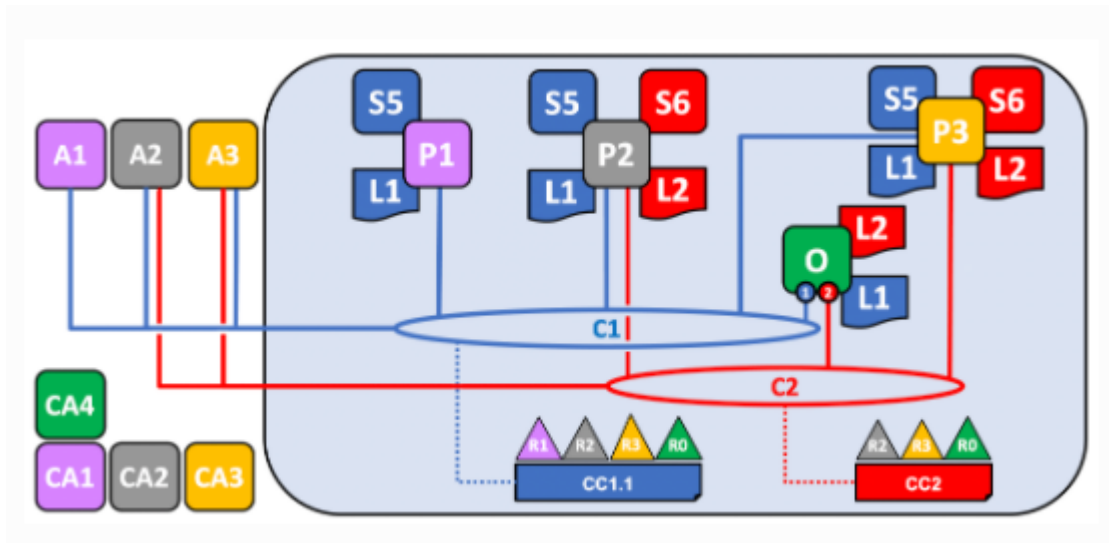 S5 S5 S6 S5 S6
A1 A2 A3 P1 P2 P3
L1 L1 L2 L1 L2
O L2
1 2 L1
C1
C2
CA4
R1 R2 R3 R0 R2 R3 R0
CA1 CA2 CA3 CC1.1 CC2